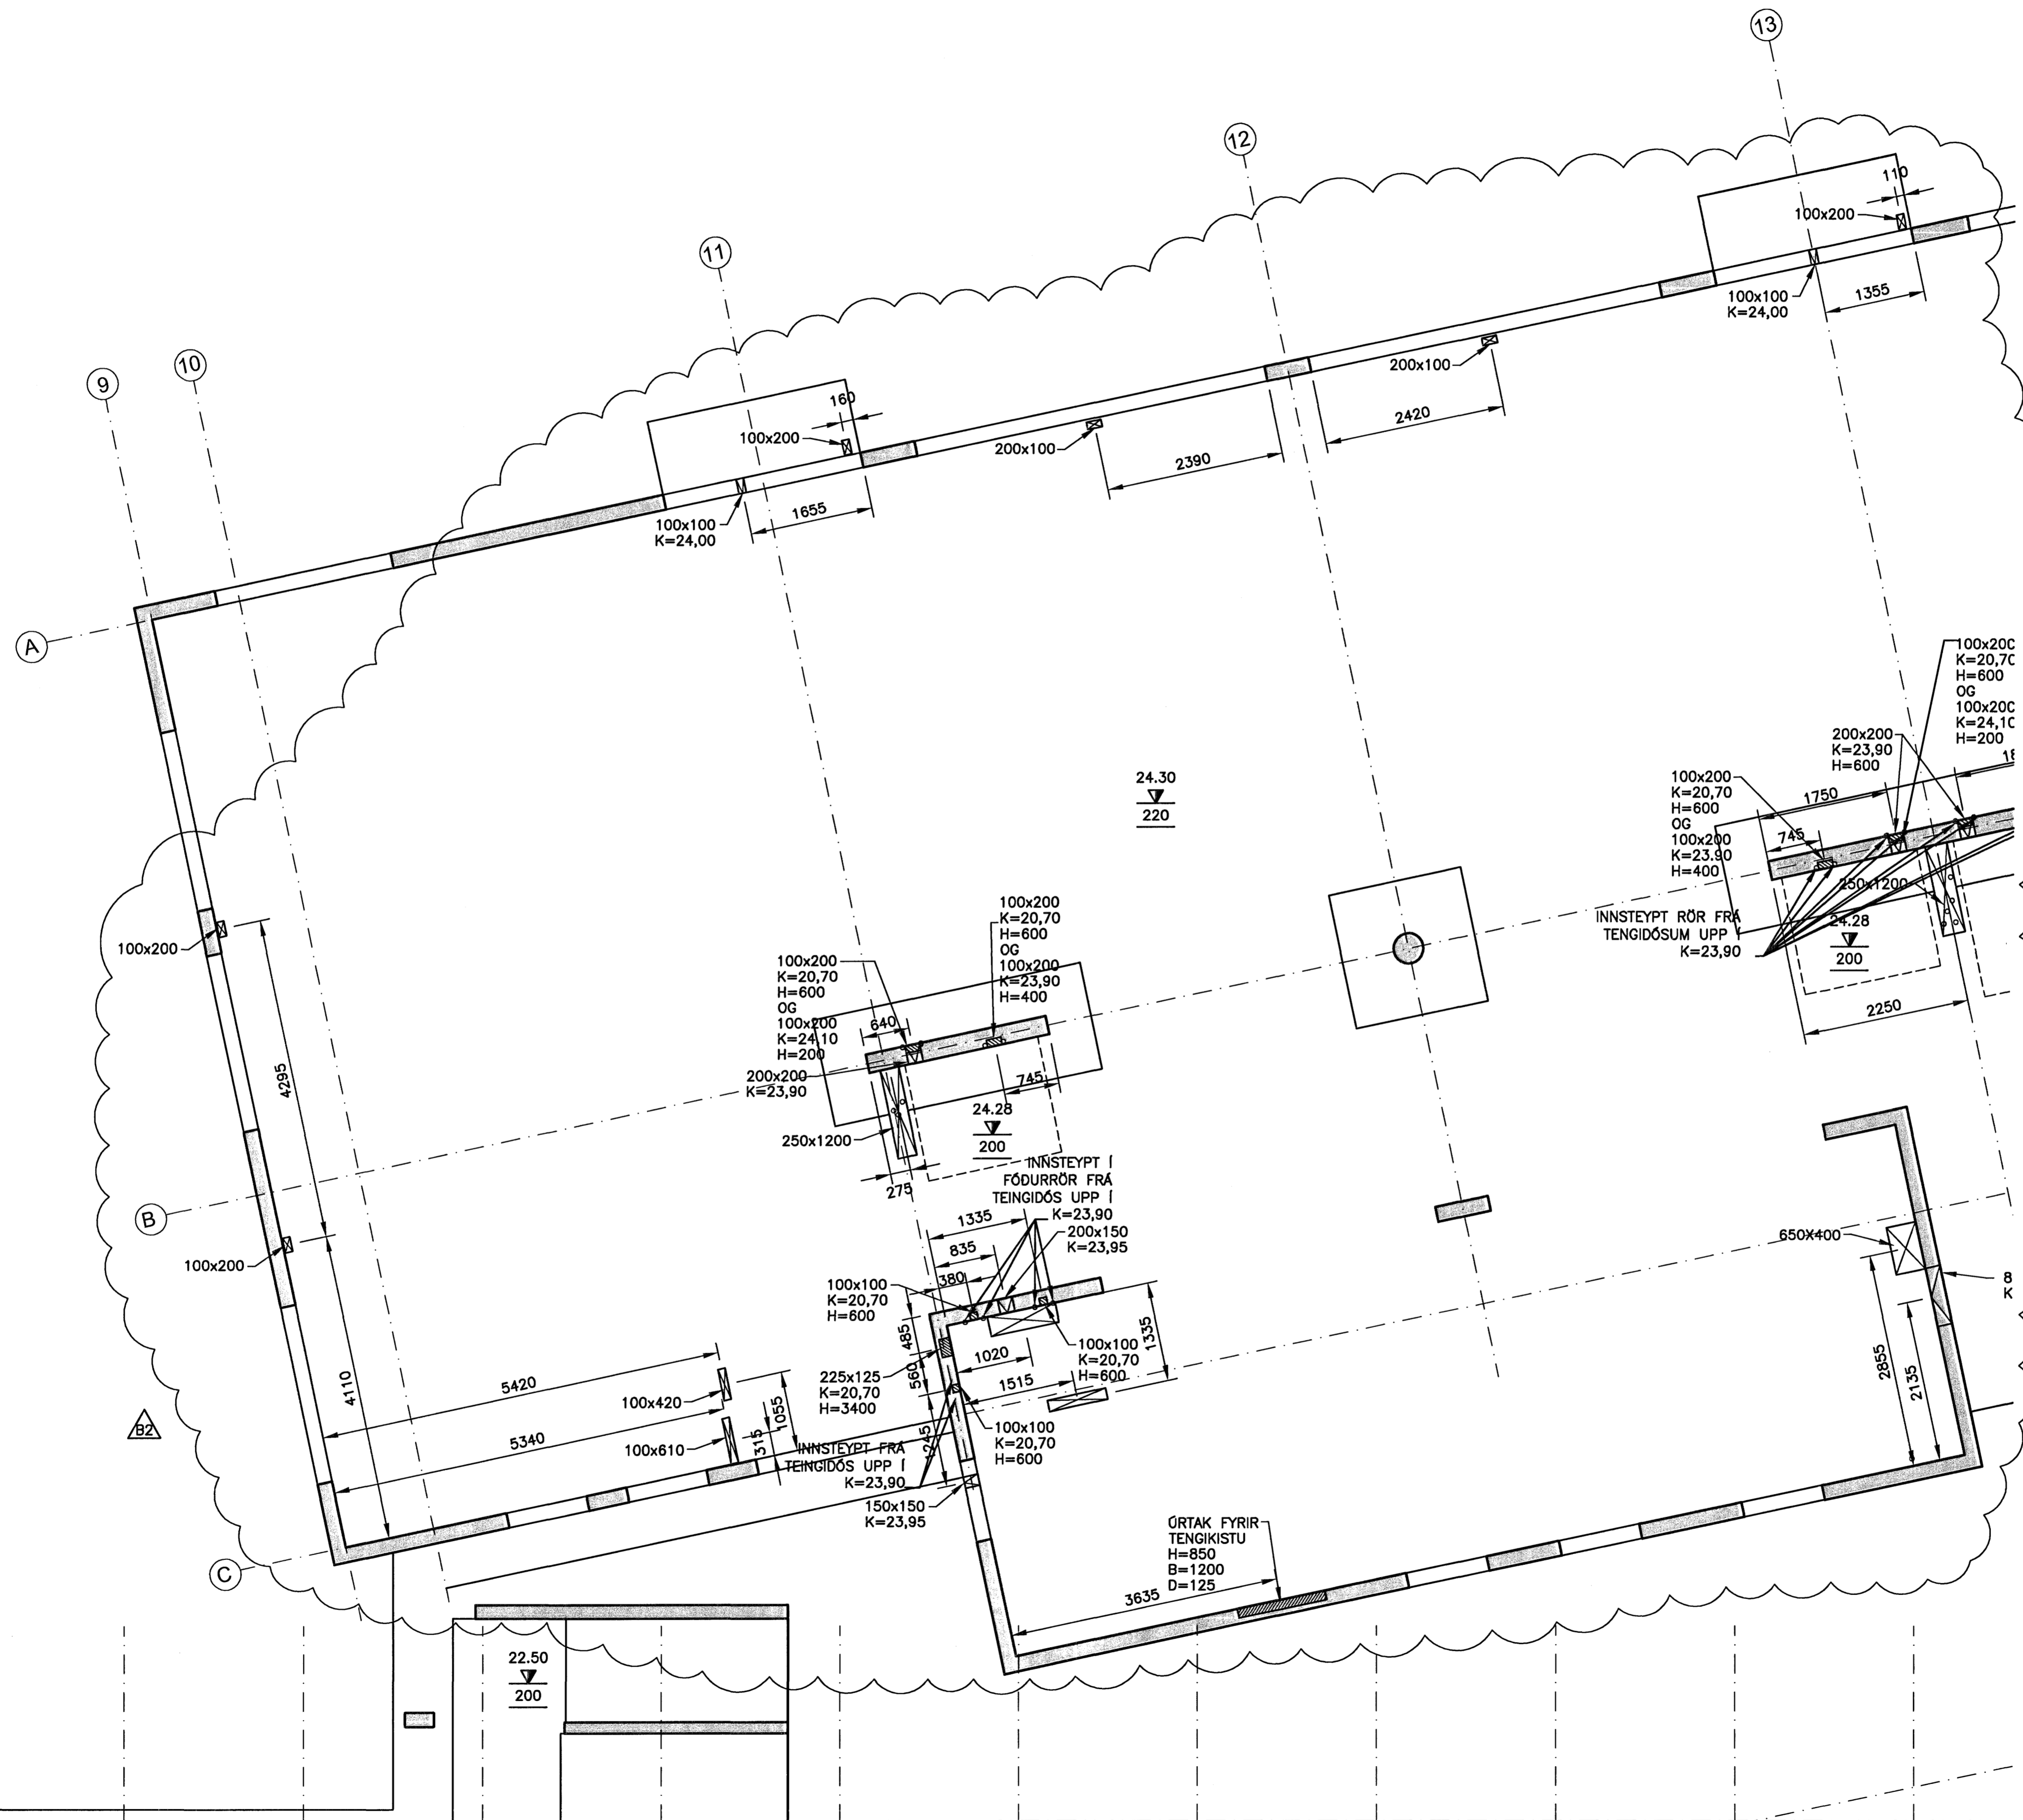 13
12
11
10
9
110
100x200
100x100
K=24,00
1355
200x100
2420
160
100x200
200x100
2390
1655
100x100
K=24,00
A
24.30
220
100x200
K=20,70
H=600
OG
100x200
K=24,10
H=200
200x200
K=23,90
H=600
1750
745
100x200
K=20,70
H=600
OG
100x200
K=23,90
H=400
250x1200
INNSTEYPT RÖR FRÁ
TENGIDÓSUM UPP Í
K=23,90
24.28
200
2250
100x200
4295
100x200
K=20,70
H=600
OG
100x200
K=24,10
H=200
640
100x200
K=20,70
H=600
OG
100x200
K=23,90
H=400
200x200
K=23,90
745
24.28
200
250x1200
275
B
100x200
INNSTEYPT Í
FÓDURRÖR FRÁ
TEINGIDÓS UPP Í
K=23,90
1335
200x150
K=23,95
835
380
100x100
K=20,70
H=600
485
560
1020
100x100
K=20,70
H=600
1335
225x125
K=20,70
H=3400
1515
100x100
K=20,70
H=600
650X400
8
K
2855
2135
4110
5420
100x420
1055
5340
100x610
315
INNSTEYPT FRÁ
TEINGIDÓS UPP Í
K=23,90
1245
150x150
K=23,95
B2
C
ÚRTAK FYRIR
TENGIKISTU
H=850
B=1200
D=125
3635
22.50
200